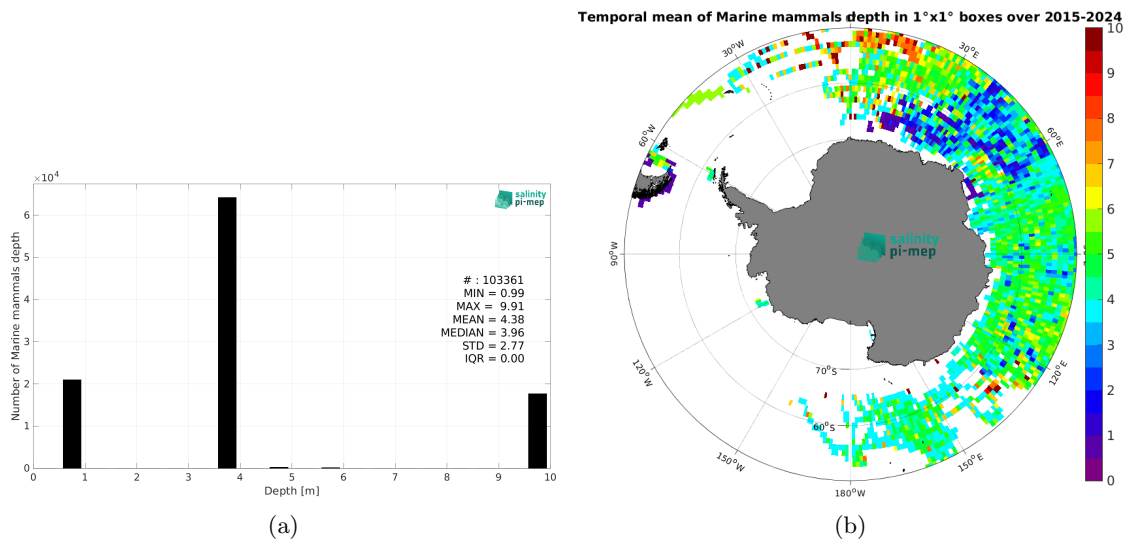 ×10⁴
6
5
4
3
2
1
0
Number of Marine mammals depth
salinity
pi-mep
# : 103361
MIN = 0.99
MAX = 9.91
MEAN = 4.38
MEDIAN = 3.96
STD = 2.77
IQR = 0.00
0 1 2 3 4 5 6 7 8 9 10
Depth [m]
(a)
Temporal mean of Marine mammals depth in 1°x1° boxes over 2015-2024
30°W
30°E
60°W
60°E
90°W
120°W
120°E
150°W
150°E
180°W
70°S
60°S
salinity
pi-mep
10
9
8
7
6
5
4
3
2
1
0
(b)